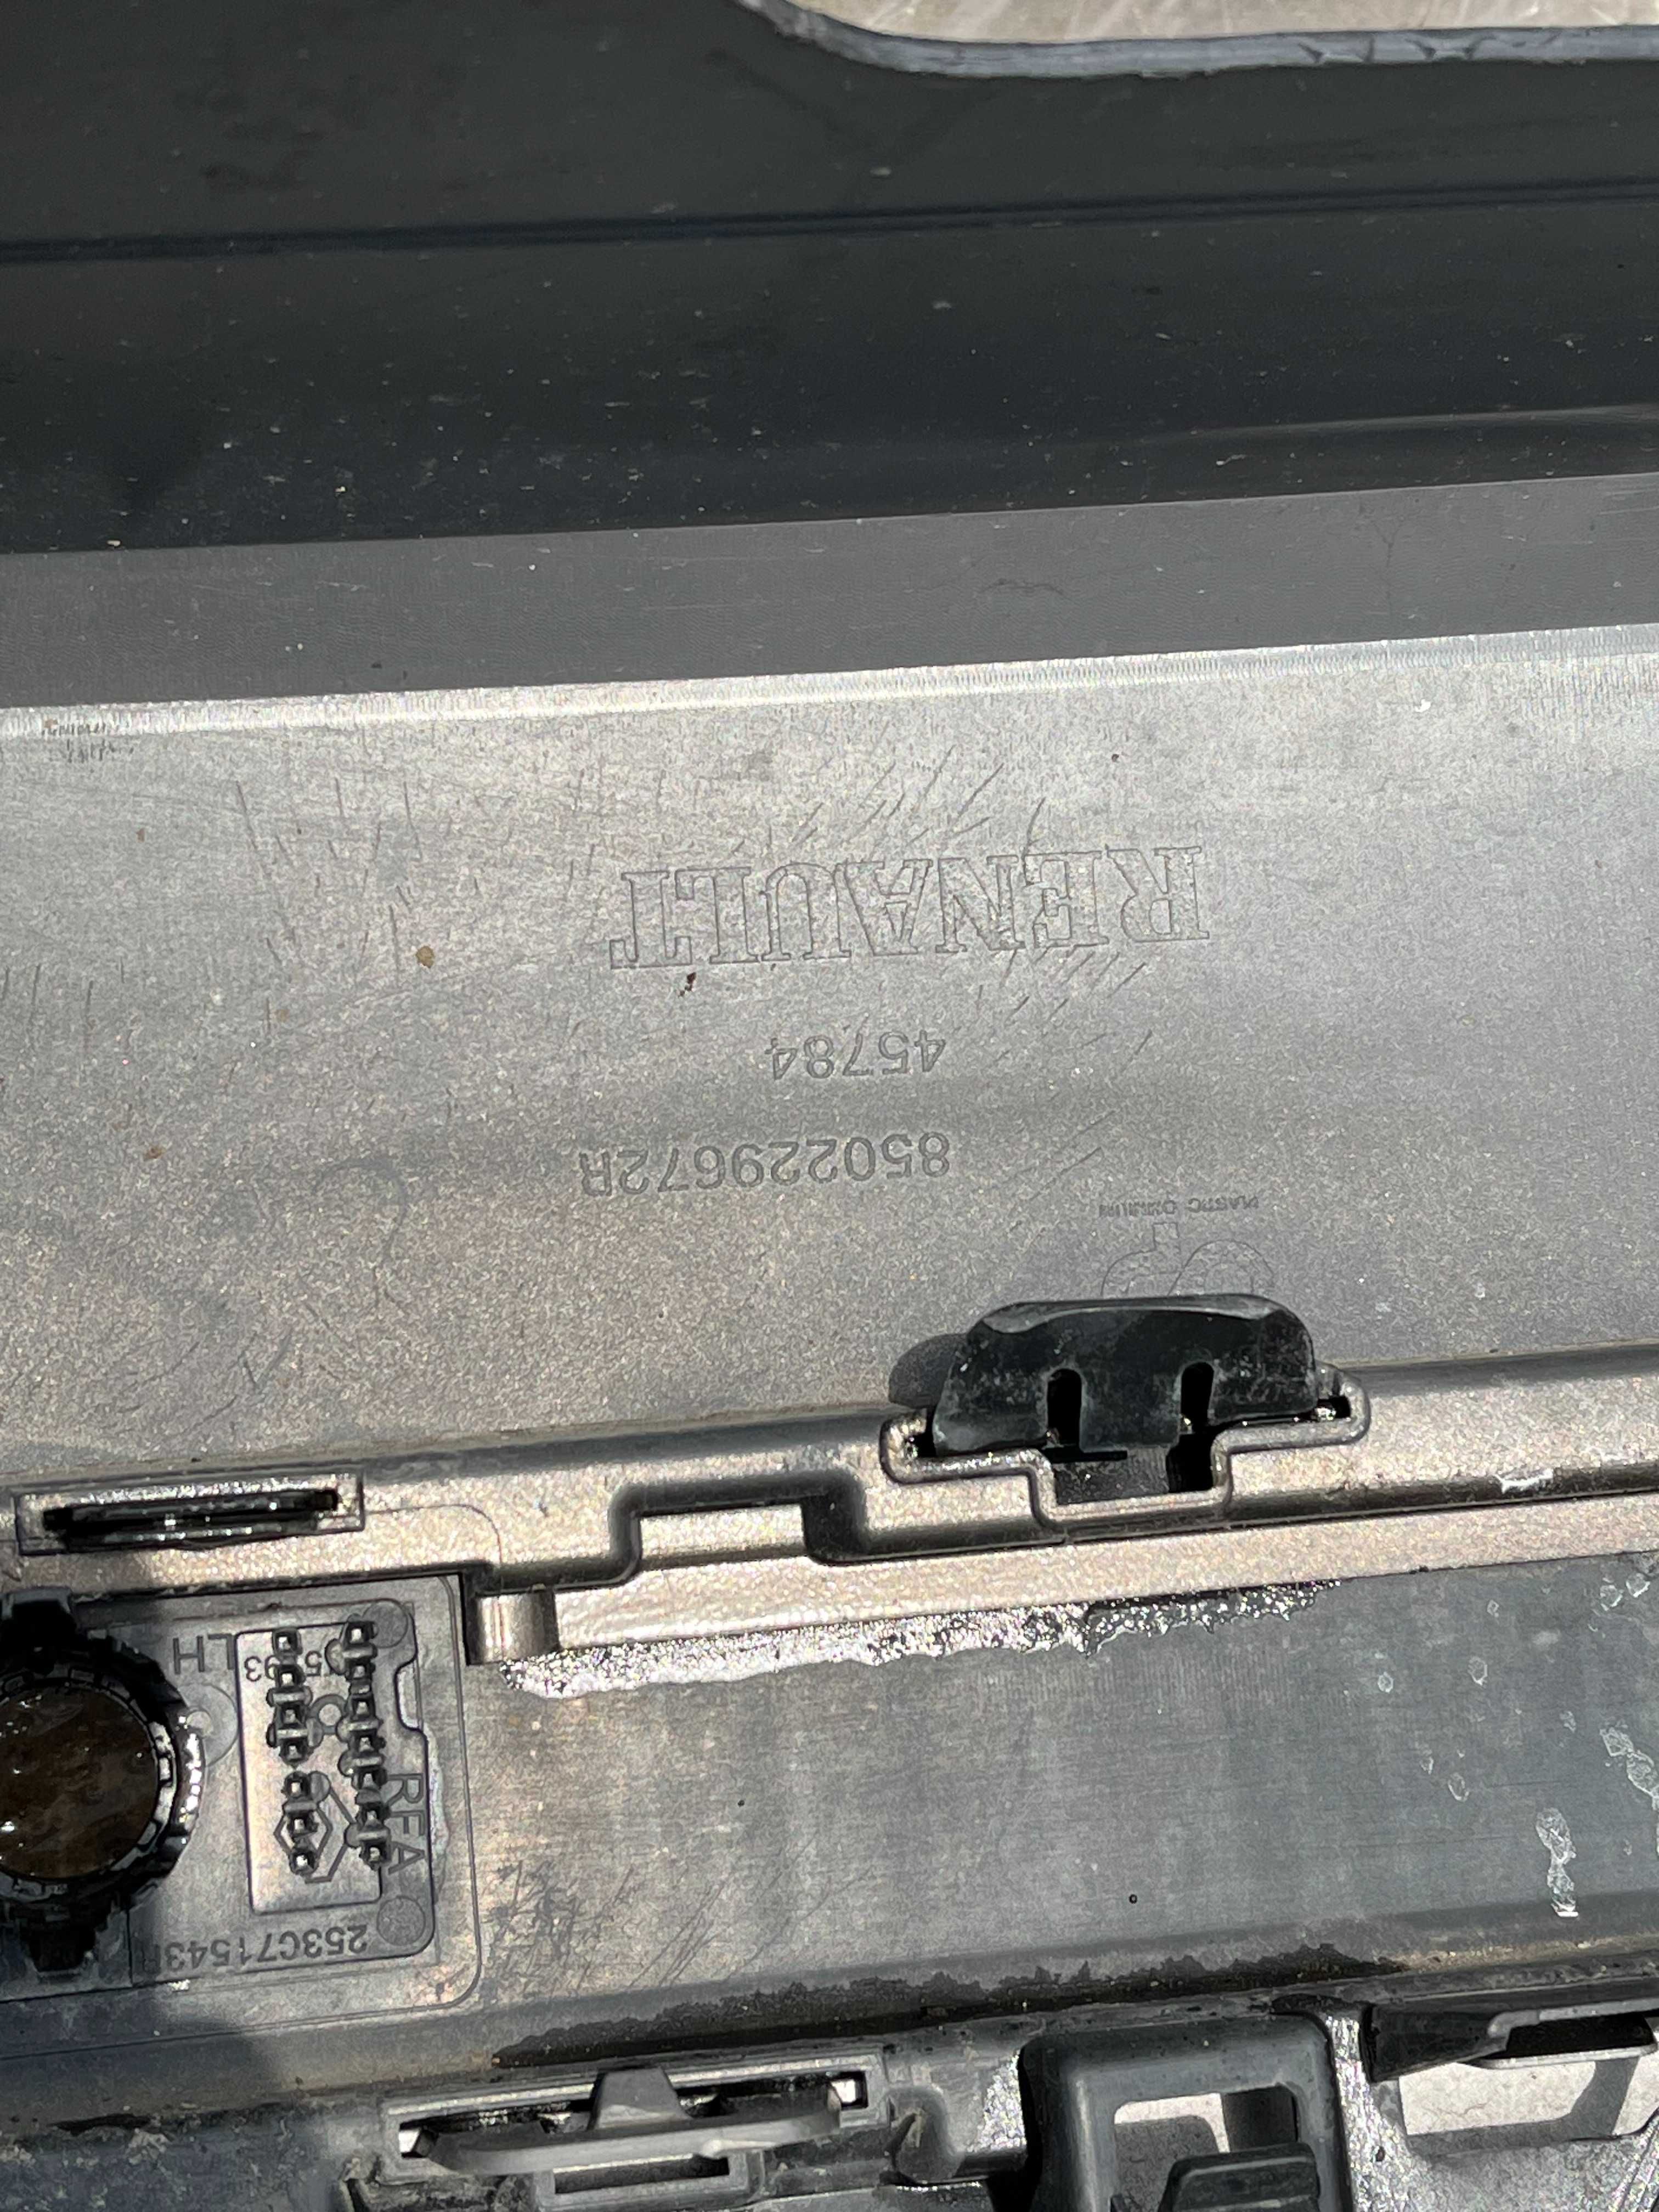 RENAULT
45784
850229672R
PLASTIC OMNIUM
LH
RFA
253C71543R